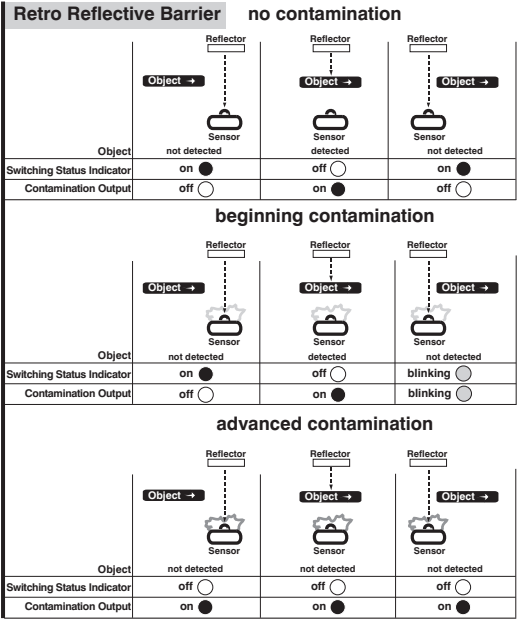 Retro Reflective Barrier no contamination
Reflector Reflector Reflector
Object → Object → Object →
Sensor Sensor Sensor
Object not detected detected not detected
Switching Status Indicator on off on
Contamination Output off on off
beginning contamination
Reflector Reflector Reflector
Object → Object → Object →
Sensor Sensor Sensor
Object not detected detected not detected
Switching Status Indicator on off blinking
Contamination Output off on blinking
advanced contamination
Reflector Reflector Reflector
Object → Object → Object →
Sensor Sensor Sensor
Object not detected not detected not detected
Switching Status Indicator off off off
Contamination Output on on on